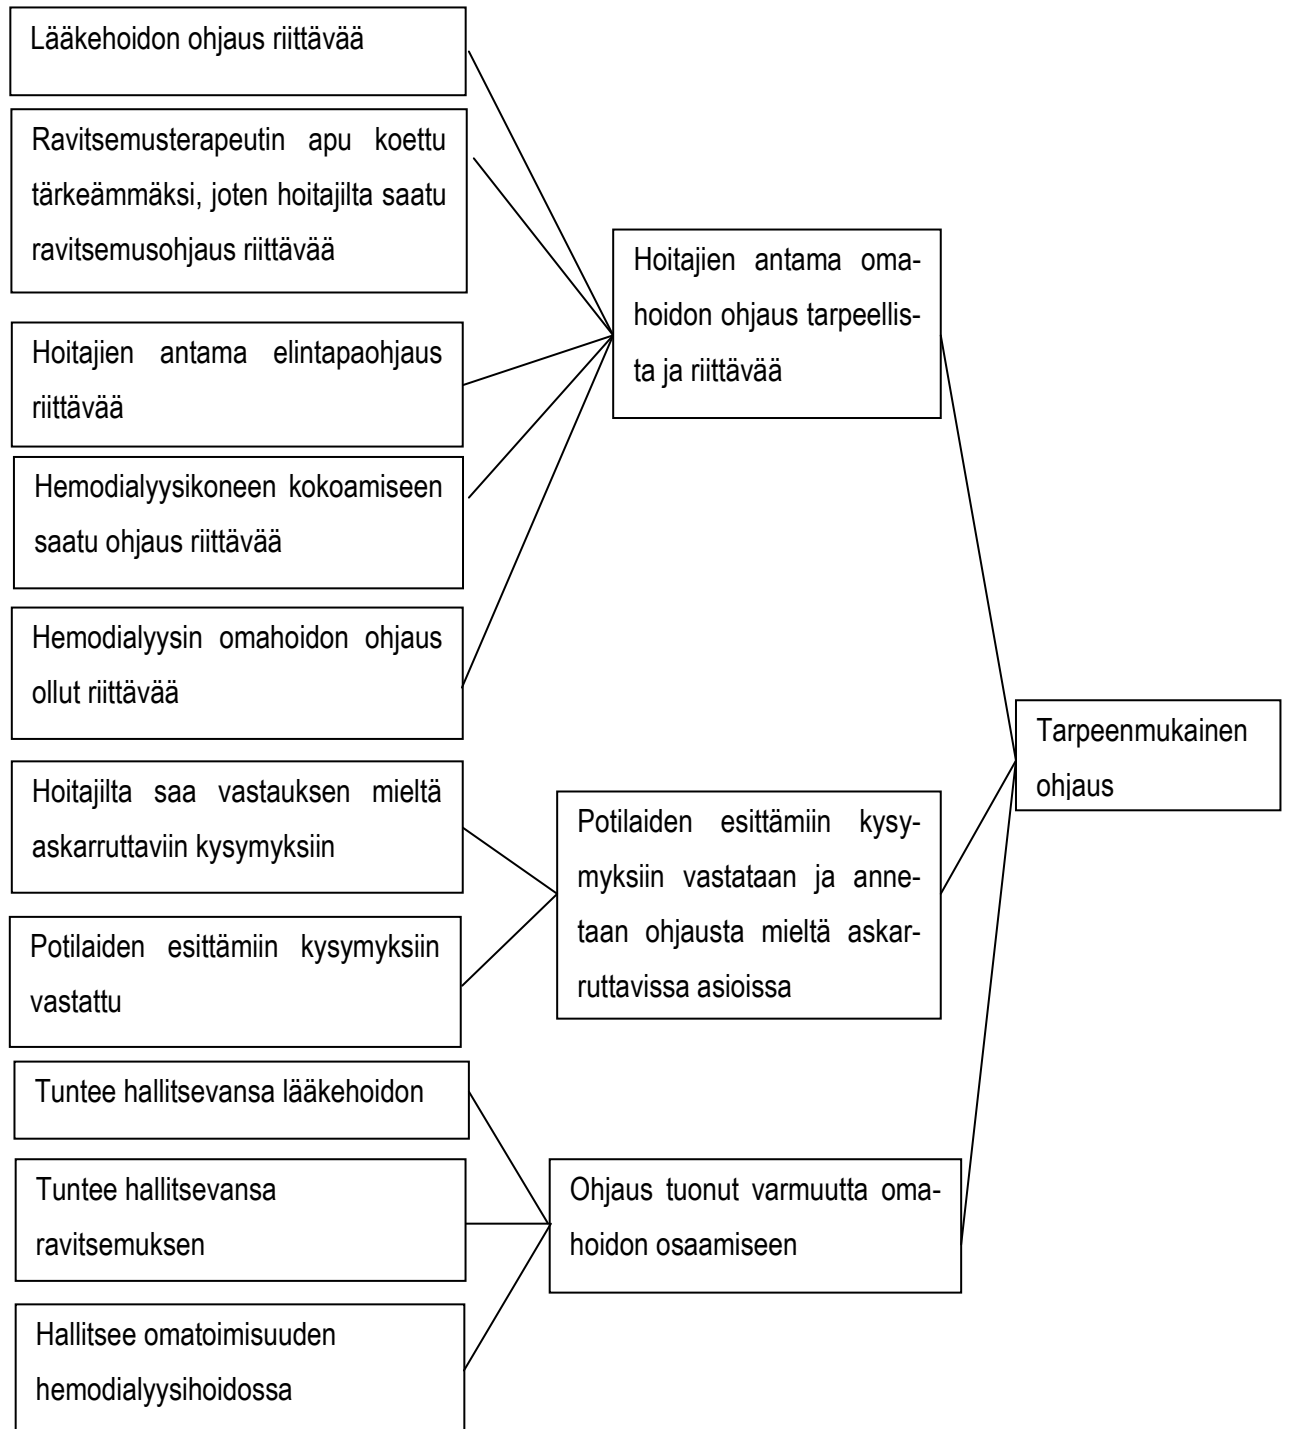 Lääkehoidon ohjaus riittävää
Ravitsemusterapeutin apu koettu
tärkeämmäksi, joten hoitajilta saatu
ravitsemusohjaus riittävää
Hoitajien antama elintapaohjaus
riittävää
Hemodialyysikoneen kokoamiseen
saatu ohjaus riittävää
Hemodialyysin omahoidon ohjaus
ollut riittävää
Hoitajilta saa vastauksen mieltä
askarruttaviin kysymyksiin
Potilaiden esittämiin kysymyksiin
vastattu
Tuntee hallitsevansa lääkehoidon
Tuntee hallitsevansa
ravitsemuksen
Hallitsee omatoimisuuden
hemodialyysihoidossa
Hoitajien antama oma-
hoidon ohjaus tarpeellis-
ta ja riittävää
Potilaiden esittämiin kysy-
myksiin vastataan ja anne-
taan ohjausta mieltä askar-
ruttavissa asioissa
Ohjaus tuonut varmuutta oma-
hoidon osaamiseen
Tarpeenmukainen
ohjaus